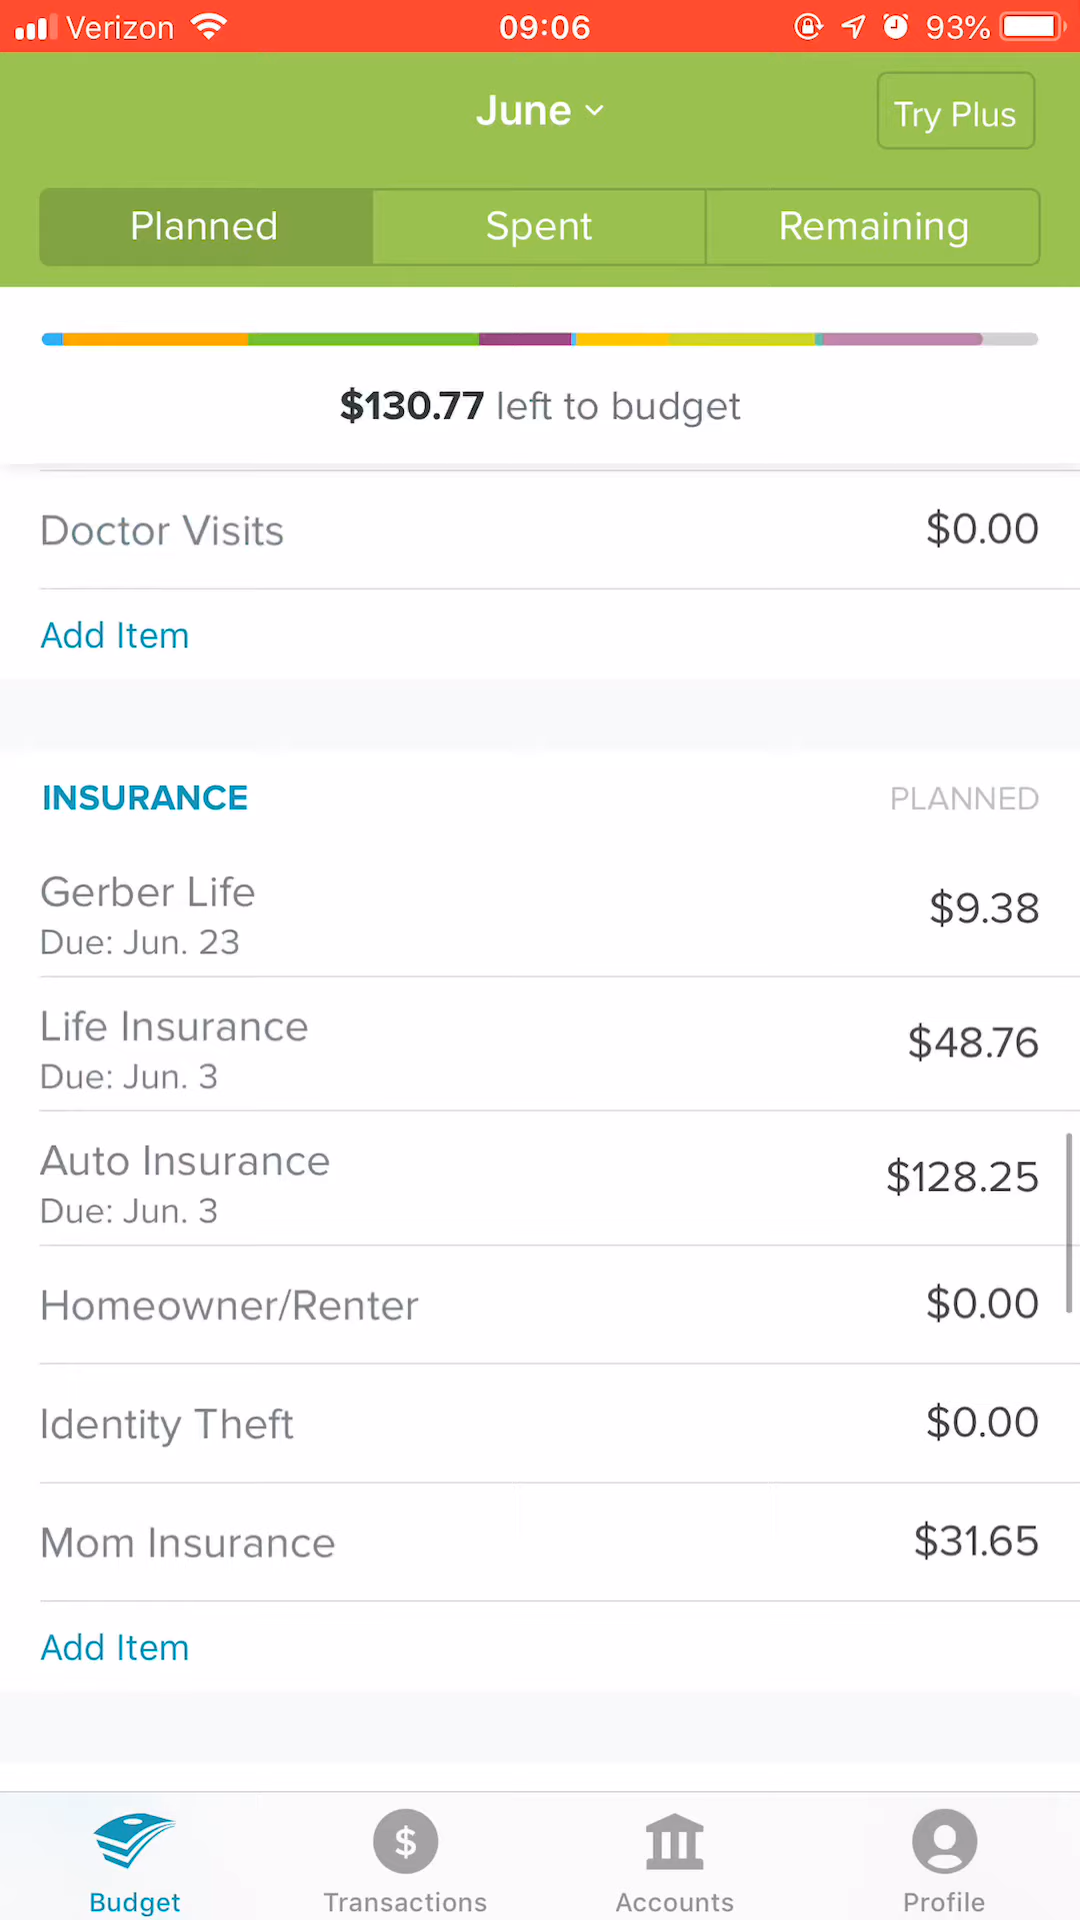 Verizon 09:06 93%
June Try Plus
Planned Spent Remaining
$130.77 left to budget
Doctor Visits $0.00
Add Item
INSURANCE PLANNED
Gerber Life $9.38
Due: Jun. 23
Life Insurance $48.76
Due: Jun. 3
Auto Insurance $128.25
Due: Jun. 3
Homeowner/Renter $0.00
Identity Theft $0.00
Mom Insurance $31.65
Add Item
$
Budget Transactions Accounts Profile